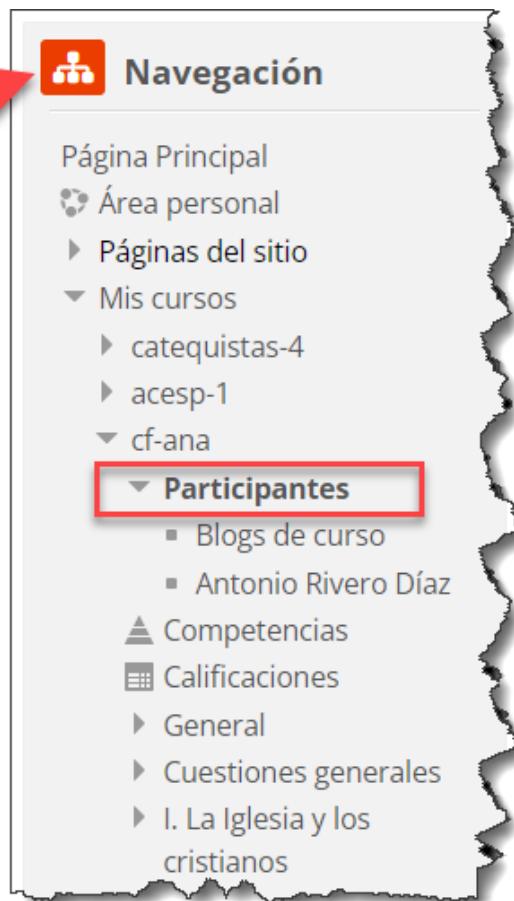 Navegación
Página Principal
Área personal
Páginas del sitio
Mis cursos
catequistas-4
acesp-1
cf-ana
Participantes
Blogs de curso
Antonio Rivero Díaz
Competencias
Calificaciones
General
Cuestiones generales
I. La Iglesia y los
cristianos